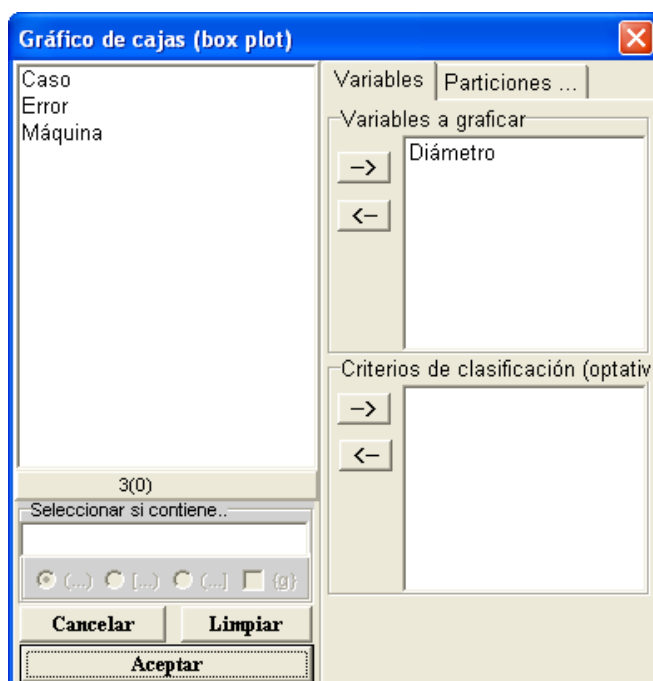 Gráfico de cajas (box plot)
Caso
Error
Máquina
3(0)
Seleccionar si contiene..
(...) [...) (...] {g}
Cancelar Limpiar
Aceptar
Variables Particiones ...
Variables a graficar
-->
<--
Diámetro
Criterios de clasificación (optativ
-->
<--